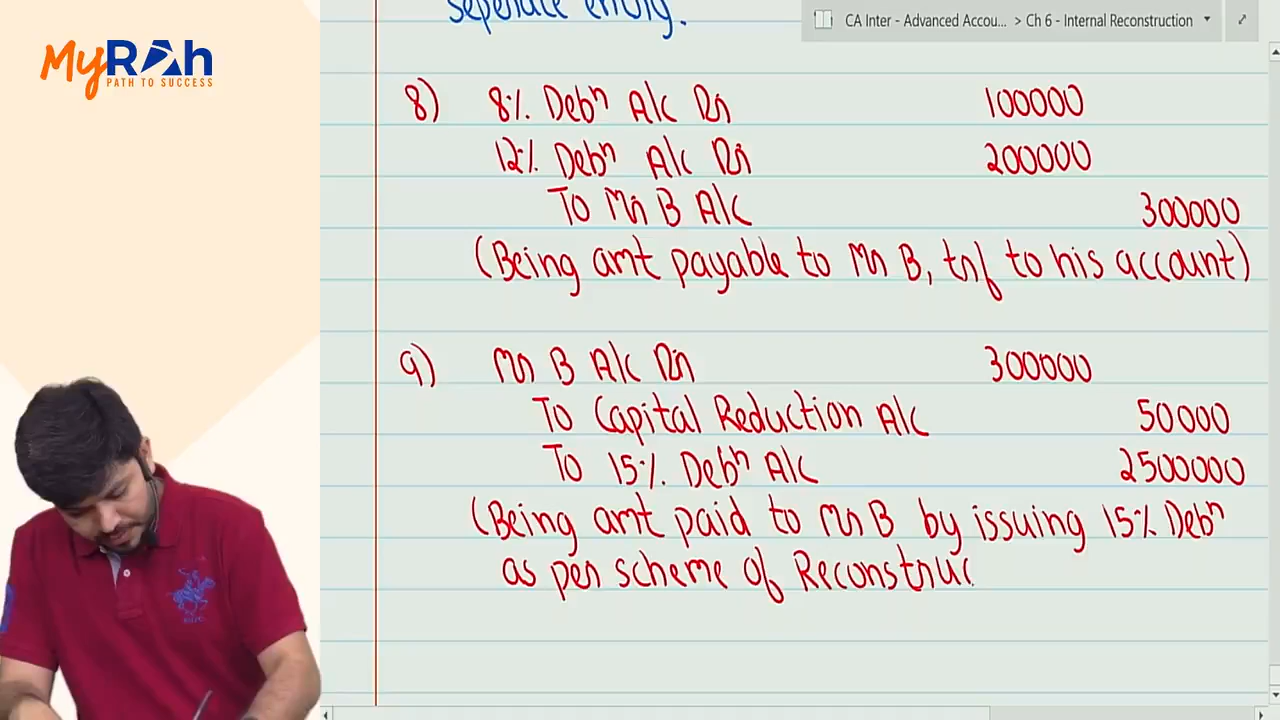 seperate entry.
CA Inter - Advanced Accou... > Ch 6 - Internal Reconstruction
MyRAh
PATH TO SUCCESS
8) 8% Debⁿ A/c Dr 100000
12% Debⁿ A/c Dr 200000
To Mr B A/c 300000
(Being amt payable to Mr B, trf to his account)
9) Mr B A/c Dr 300000
To Capital Reduction A/c 50000
To 15% Debⁿ A/c 2500000
(Being amt paid to Mr B by issuing 15% Debⁿ
as per scheme of Reconstruc